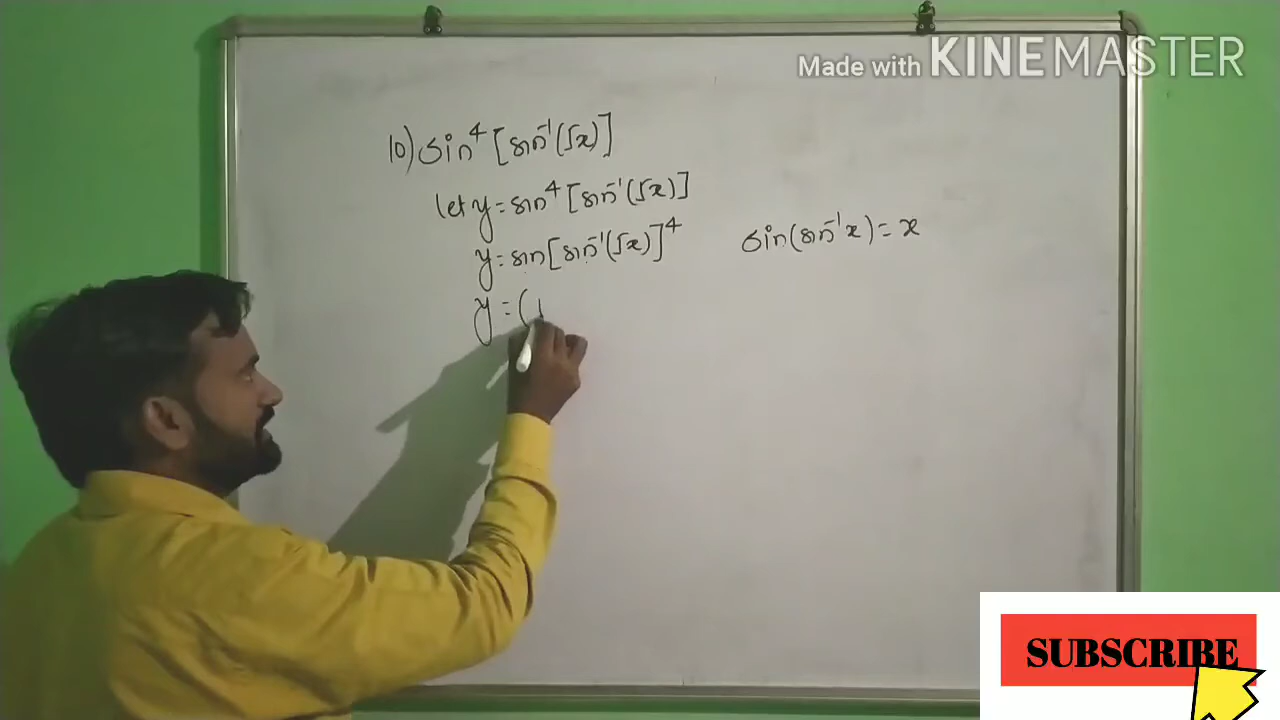 Made with KINEMASTER
10) sin⁴ [sin⁻¹(√x)]
let y = sin⁴ [sin⁻¹(√x)]
y = sin[sin⁻¹(√x)]⁴ sin(sin⁻¹x) = x
y = (
SUBSCRIBE